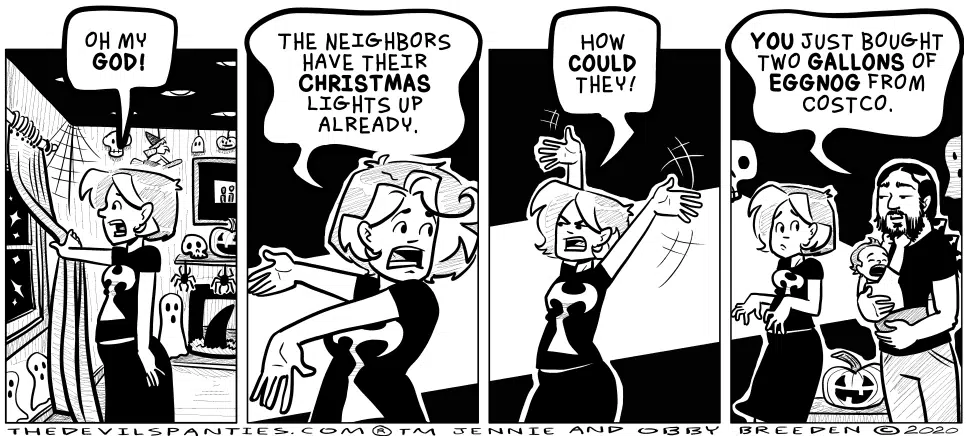 OH MY
GOD!
THE NEIGHBORS
HAVE THEIR
CHRISTMAS
LIGHTS UP
ALREADY.
HOW
COULD
THEY!
YOU JUST BOUGHT
TWO GALLONS OF
EGGNOG FROM
COSTCO.
THEDEVILSPANTIES.COM ® TM JENNIE AND OBBY BREEDEN © 2020